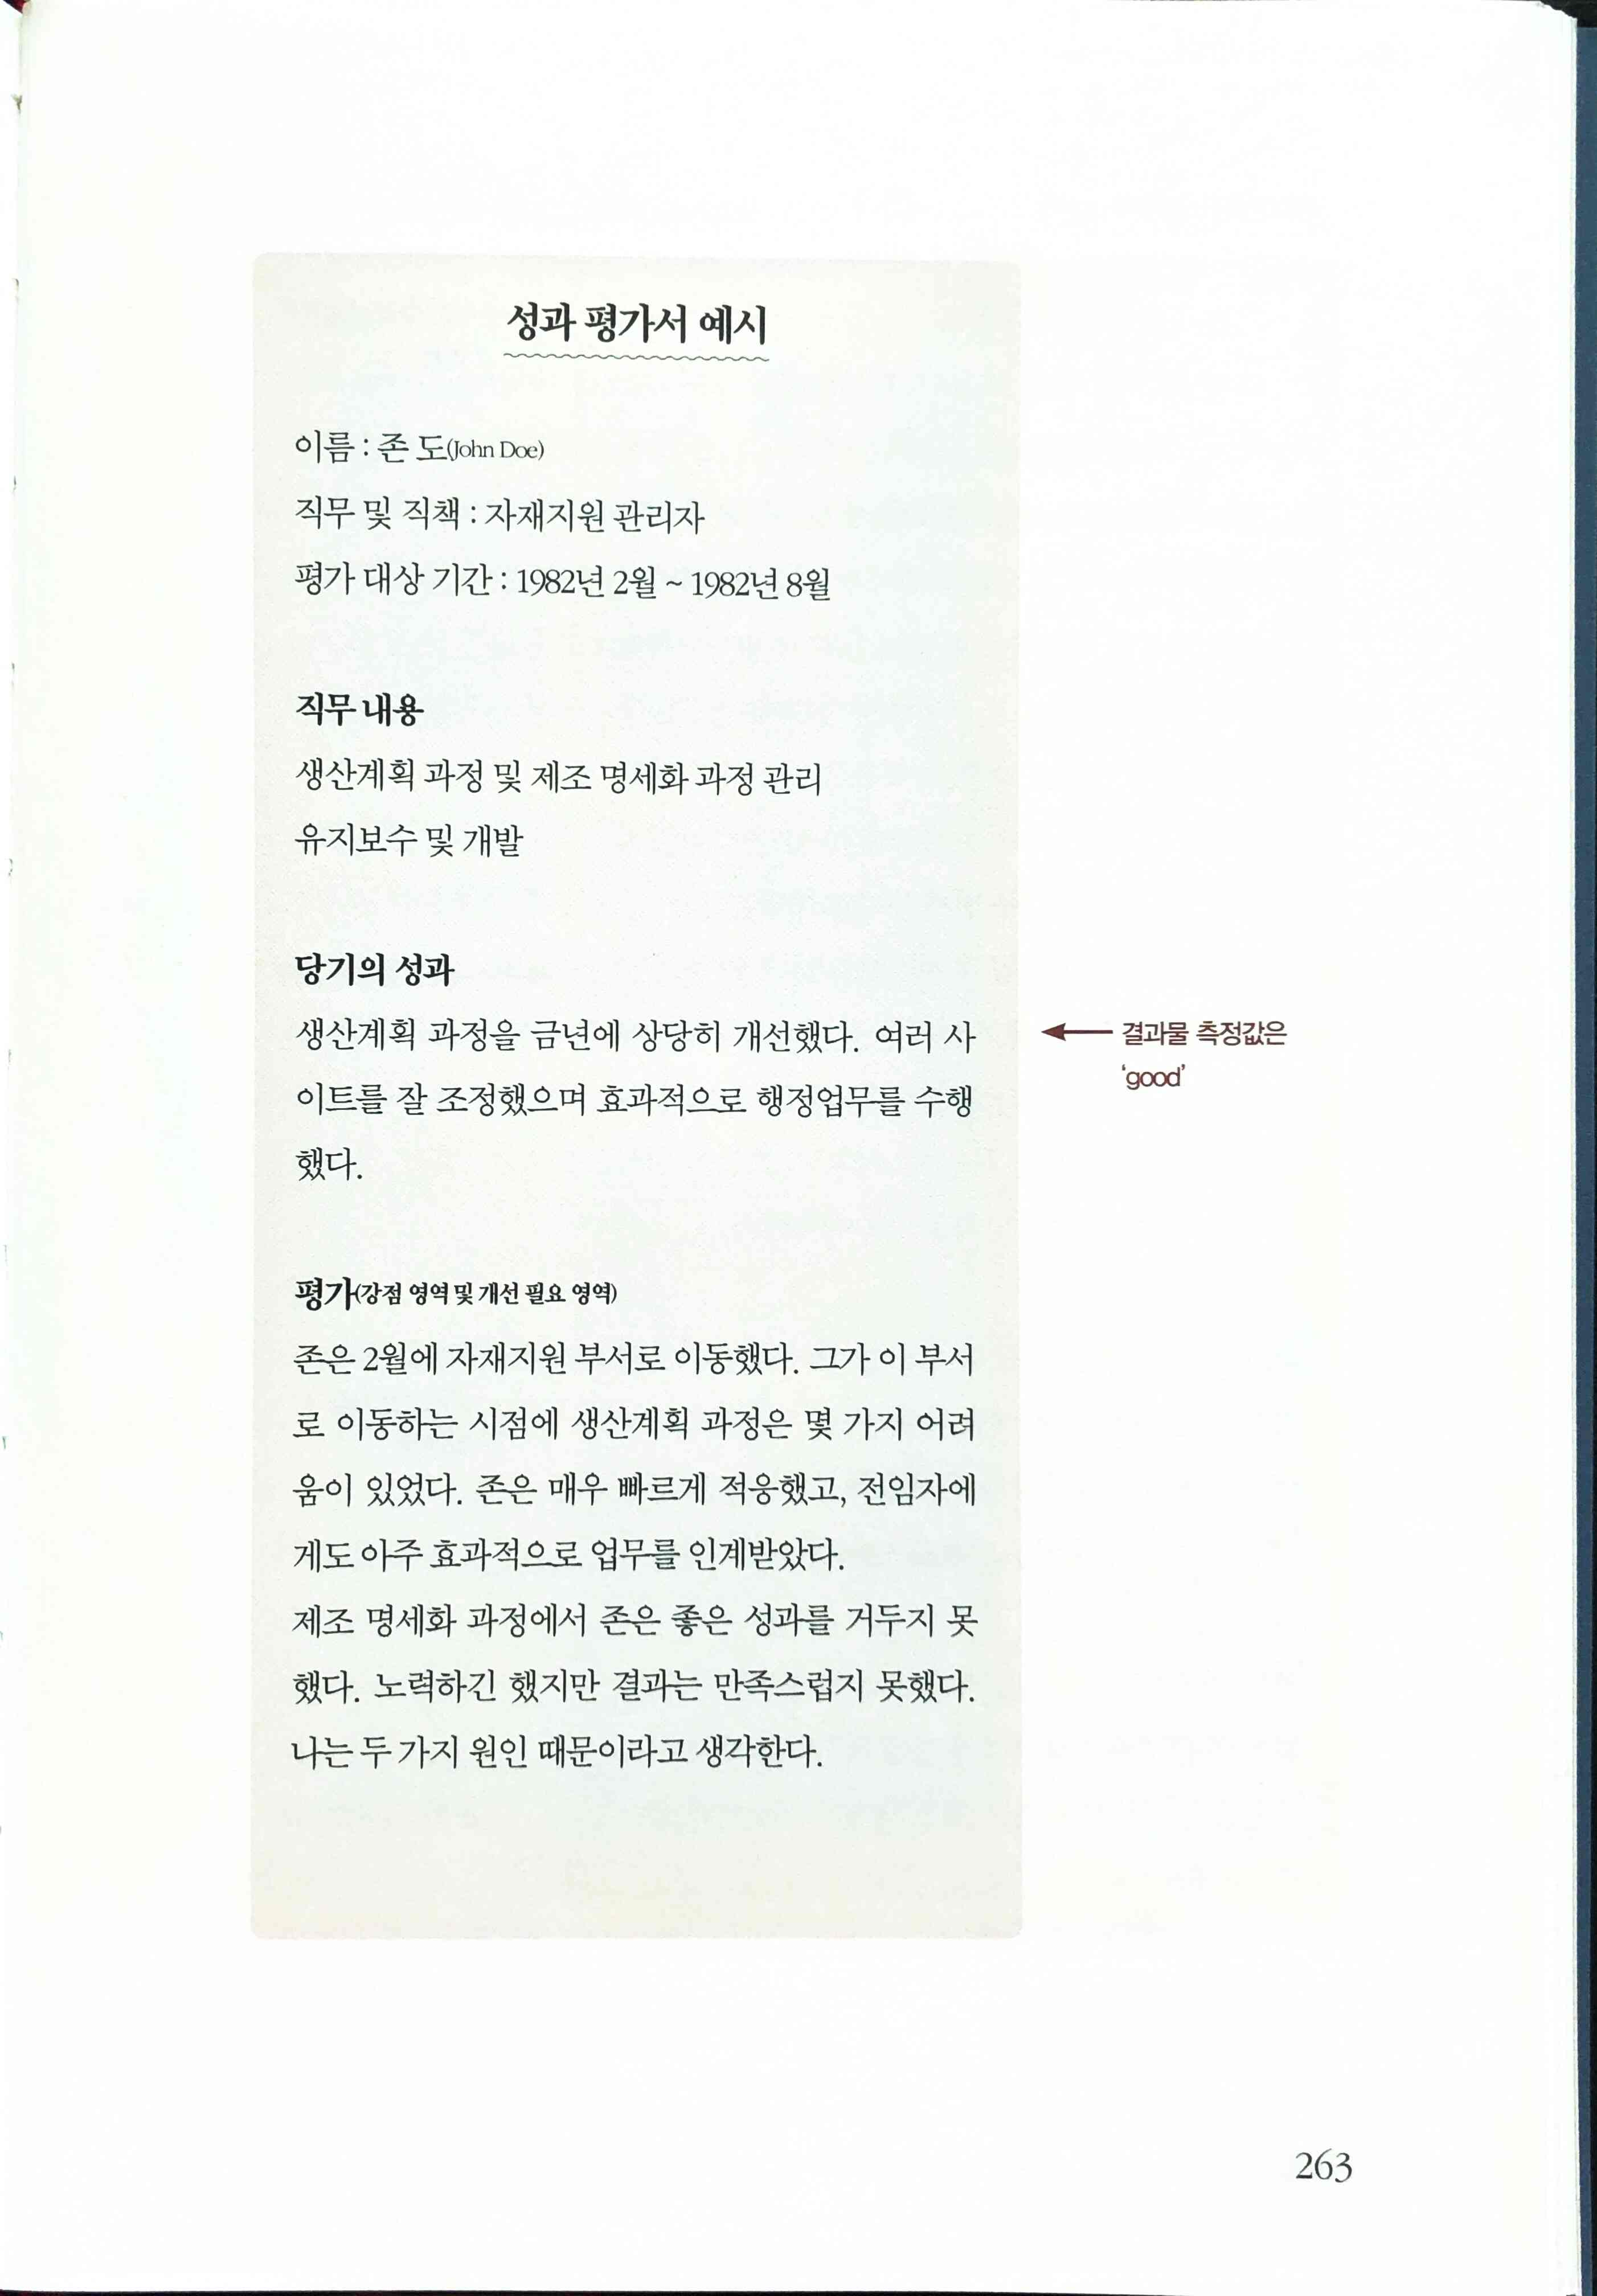 성과 평가서 예시
이름 : 존 도(John Doe)
직무 및 직책 : 자재지원 관리자
평가 대상 기간 : 1982년 2월 ~ 1982년 8월
직무 내용
생산계획 과정 및 제조 명세화 과정 관리
유지보수 및 개발
당기의 성과
생산계획 과정을 금년에 상당히 개선했다. 여러 사
이트를 잘 조정했으며 효과적으로 행정업무를 수행
했다.
결과물 측정값은
‘good’
평가(강점 영역 및 개선 필요 영역)
존은 2월에 자재지원 부서로 이동했다. 그가 이 부서
로 이동하는 시점에 생산계획 과정은 몇 가지 어려
움이 있었다. 존은 매우 빠르게 적응했고, 전임자에
게도 아주 효과적으로 업무를 인계받았다.
제조 명세화 과정에서 존은 좋은 성과를 거두지 못
했다. 노력하긴 했지만 결과는 만족스럽지 못했다.
나는 두 가지 원인 때문이라고 생각한다.
263